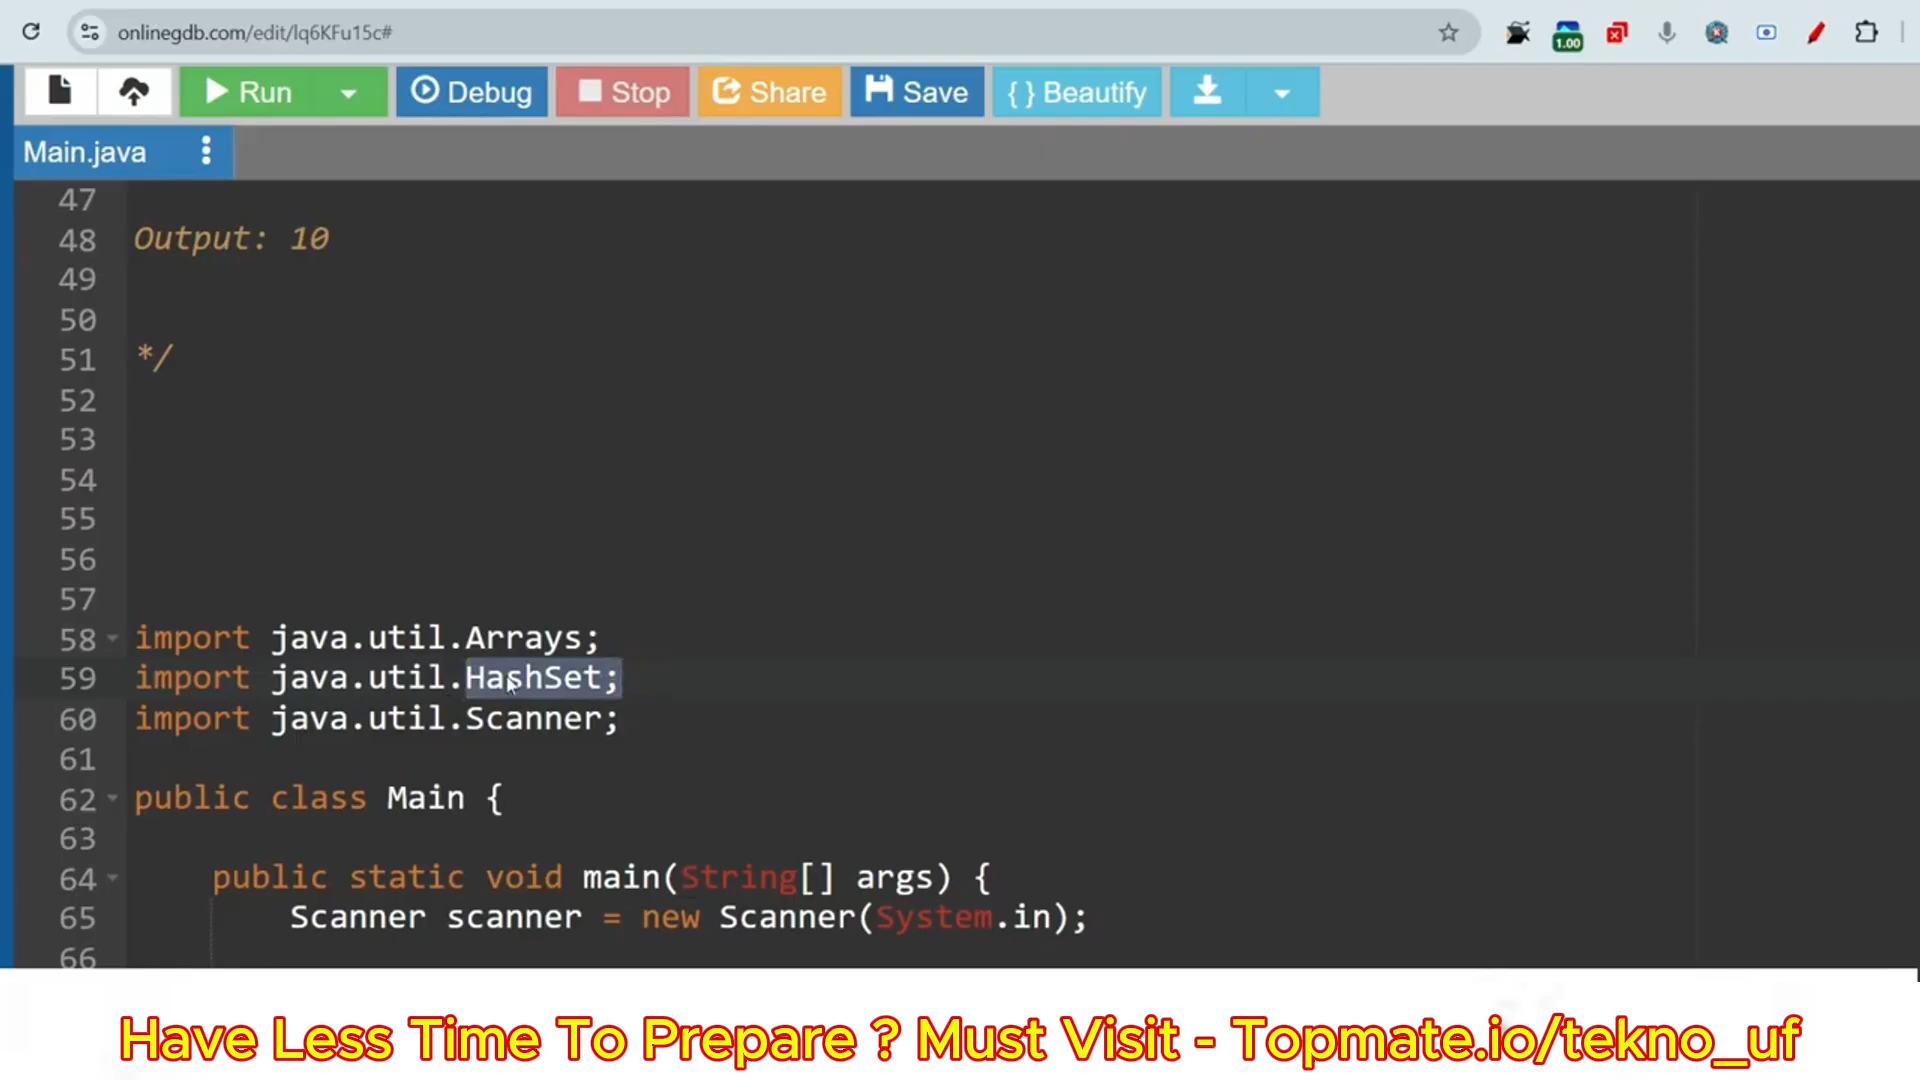 onlinegdb.com/edit/lq6KFu15c#
1.00
Run Debug Stop Share Save { } Beautify
Main.java
47
48 Output: 10
49
50
51 */
52
53
54
55
56
57
58 import java.util.Arrays;
59 import java.util.HashSet;
60 import java.util.Scanner;
61
62 public class Main {
63
64 public static void main(String[] args) {
65 Scanner scanner = new Scanner(System.in);
66
Have Less Time To Prepare ? Must Visit - Topmate.io/tekno_uf